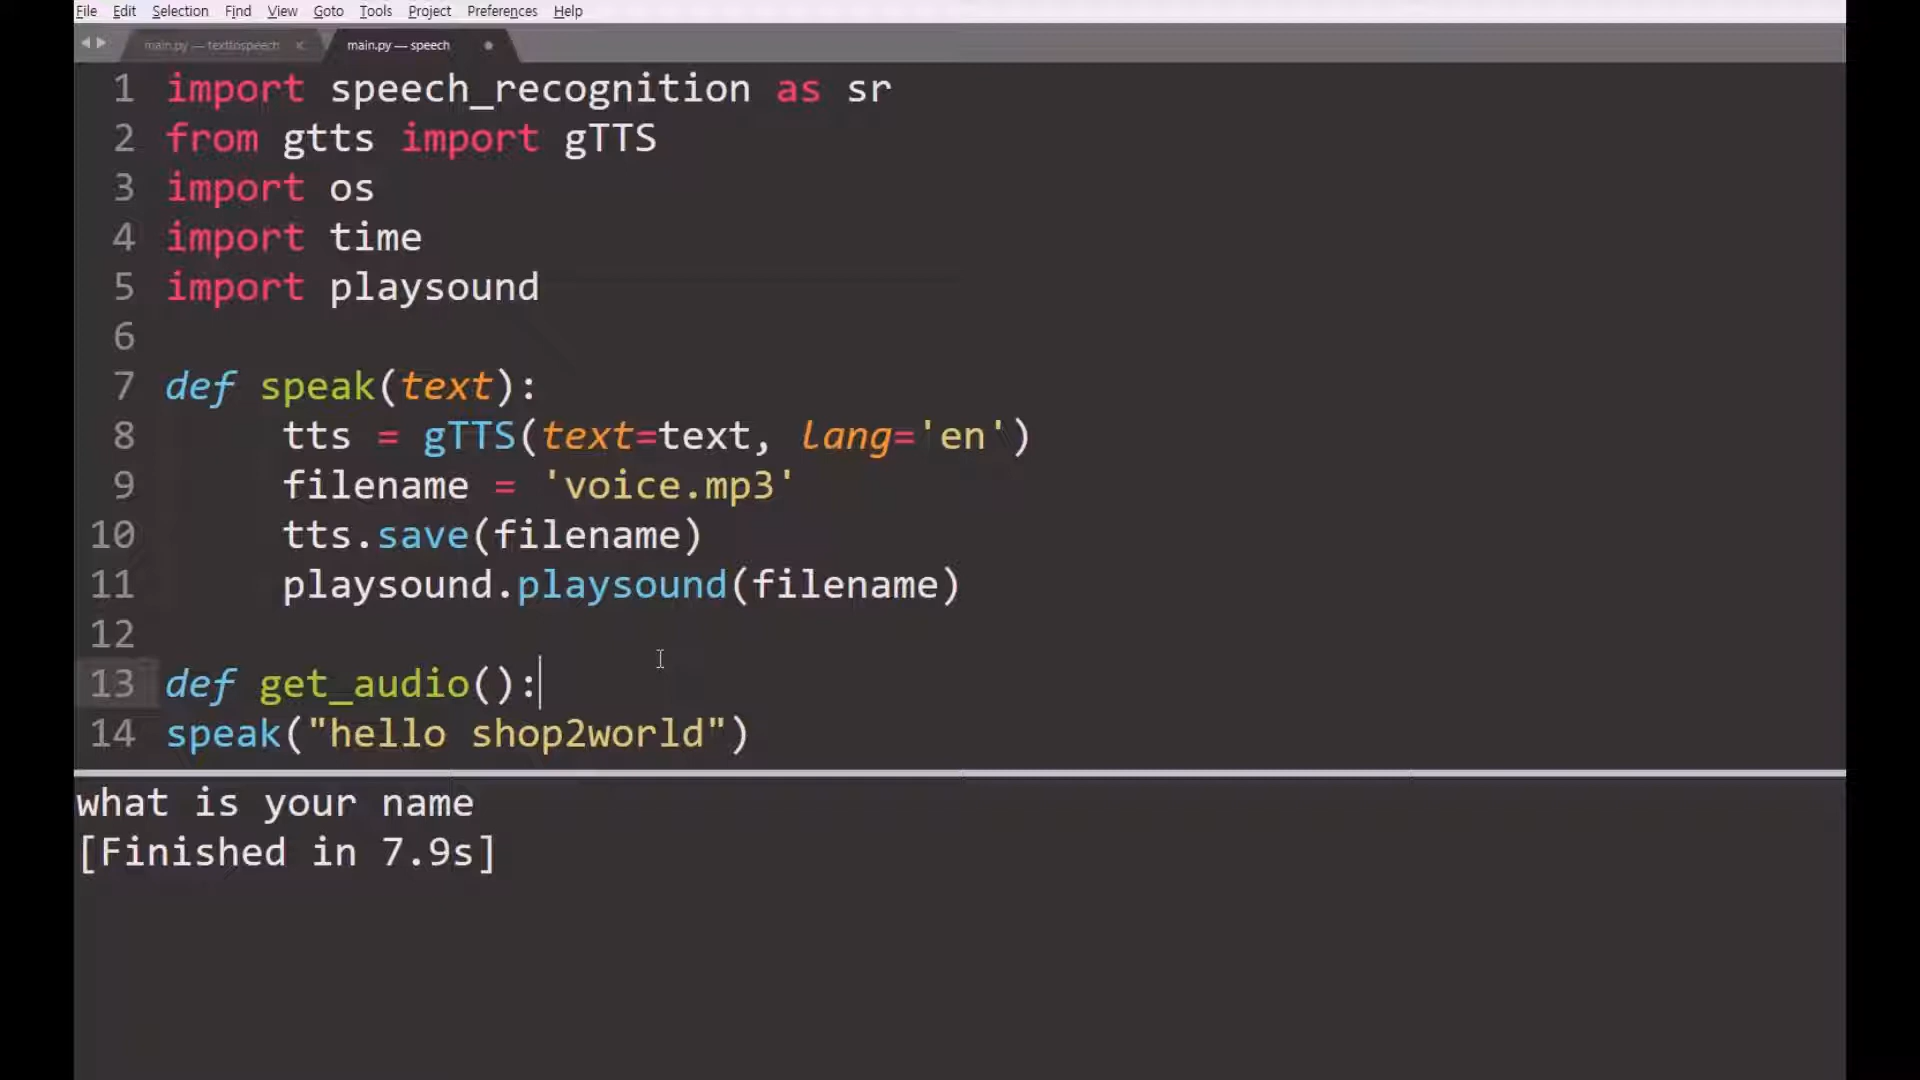 File Edit Selection Find View Goto Tools Project Preferences Help
main.py — texttospeech main.py — speech
1 import speech_recognition as sr
2 from gtts import gTTS
3 import os
4 import time
5 import playsound
6
7 def speak(text):
8 tts = gTTS(text=text, lang='en')
9 filename = 'voice.mp3'
10 tts.save(filename)
11 playsound.playsound(filename)
12
13 def get_audio():
14 speak("hello shop2world")
what is your name
[Finished in 7.9s]